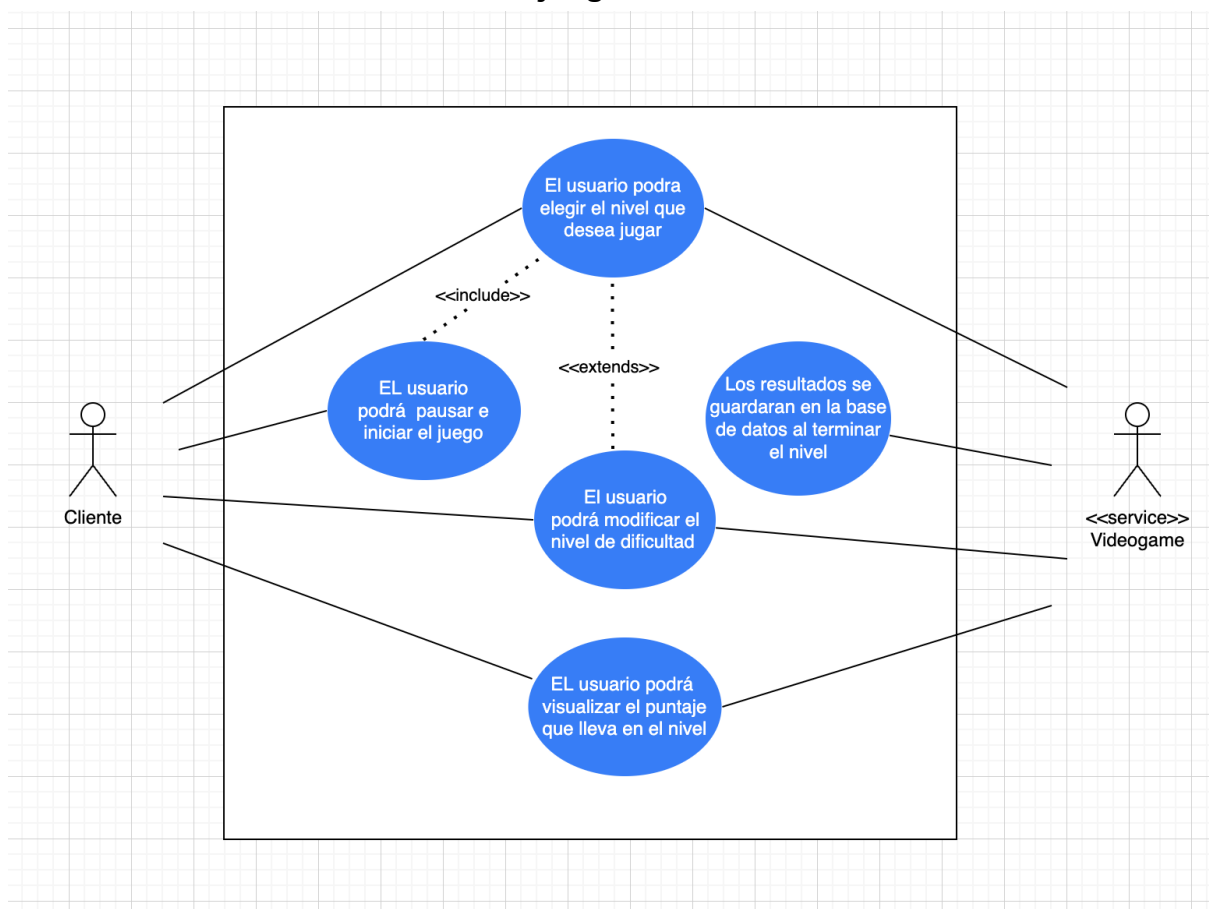 El usuario podra
elegir el nivel que
desea jugar
<<include>>
<<extends>>
EL usuario
podrá pausar e
iniciar el juego
Los resultados se
guardaran en la base
de datos al terminar
el nivel
Cliente
El usuario
podrá modificar el
nivel de dificultad
<<service>>
Videogame
EL usuario podrá
visualizar el puntaje
que lleva en el nivel